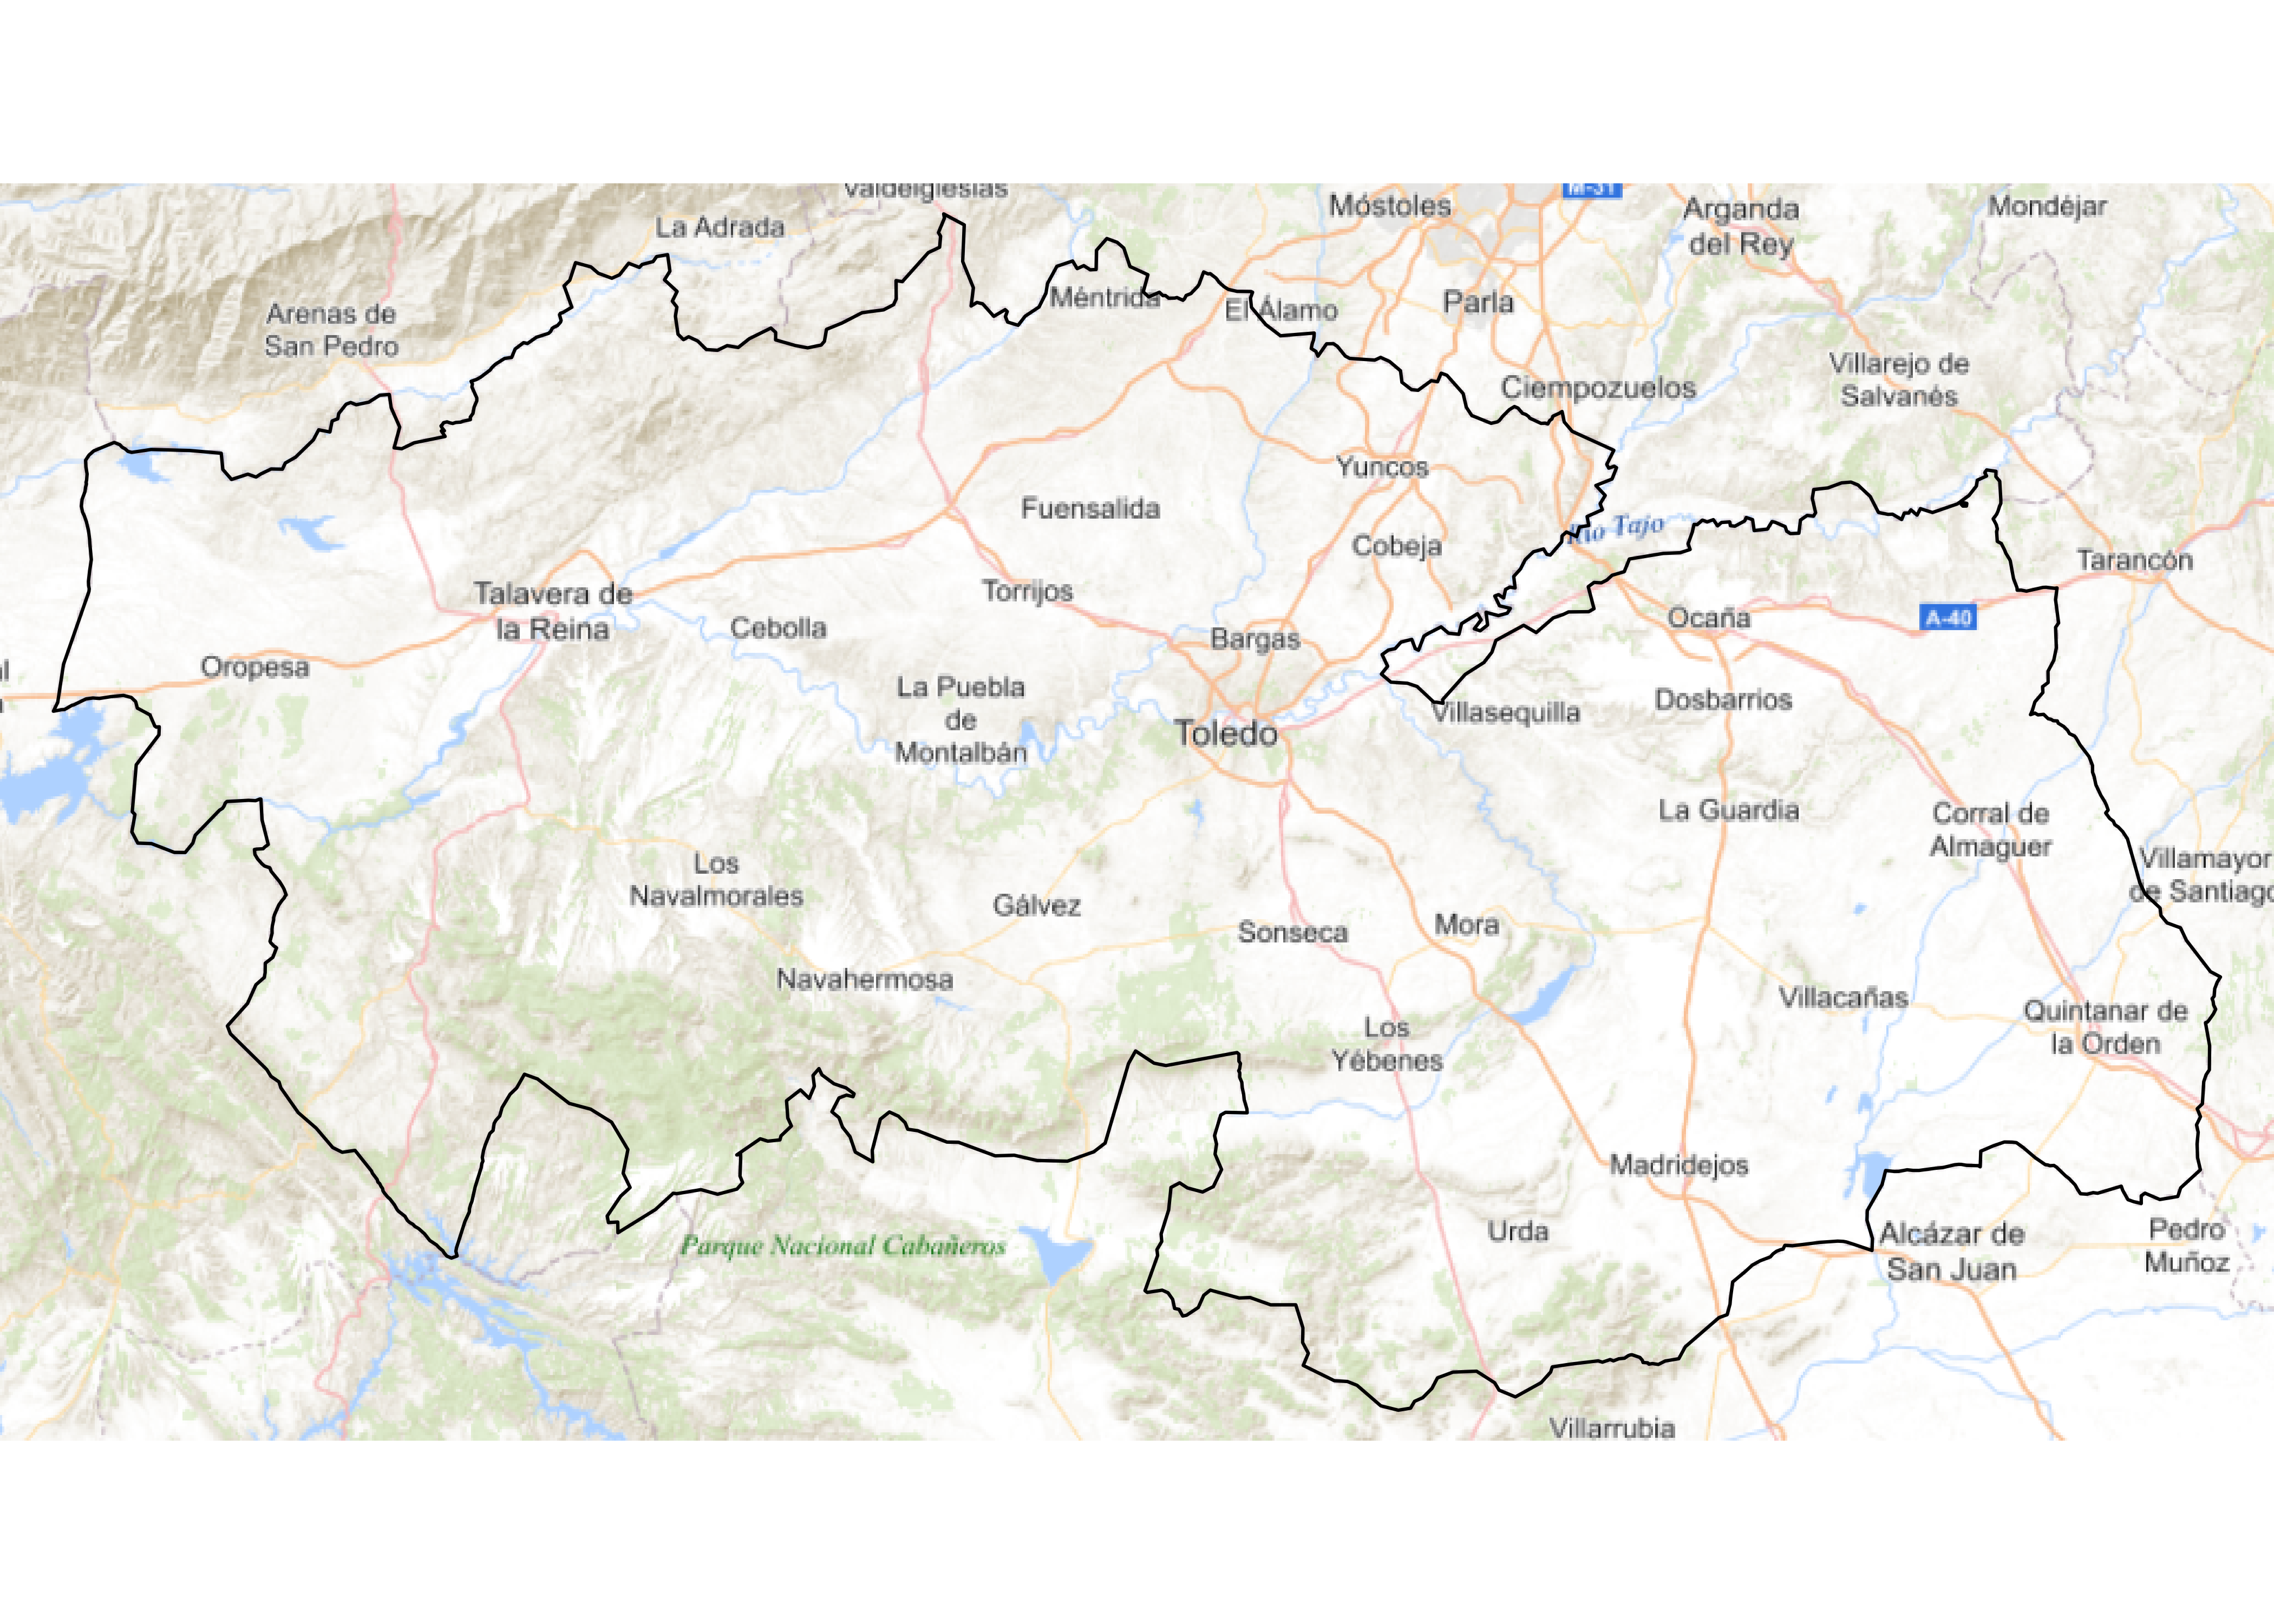 Valdeiglesias
M-31
Móstoles
Arganda
del Rey
Mondéjar
La Adrada
Méntrida
El Álamo
Parla
Arenas de
San Pedro
Ciempozuelos
Villarejo de
Salvanés
Yuncos
Fuensalida
Río Tajo
Cobeja
Tarancón
Talavera de
la Reina
Torrijos
Cebolla
Bargas
Ocaña
A-40
Oropesa
La Puebla
de
Montalbán
Toledo
Villasequilla
Dosbarrios
La Guardia
Corral de
Almaguer
Los
Navalmorales
Villamayor
de Santiago
Gálvez
Sonseca
Mora
Navahermosa
Villacañas
Quintanar de
la Orden
Los
Yébenes
Madridejos
Urda
Parque Nacional Cabañeros
Alcázar de
San Juan
Pedro
Muñoz
Villarrubia